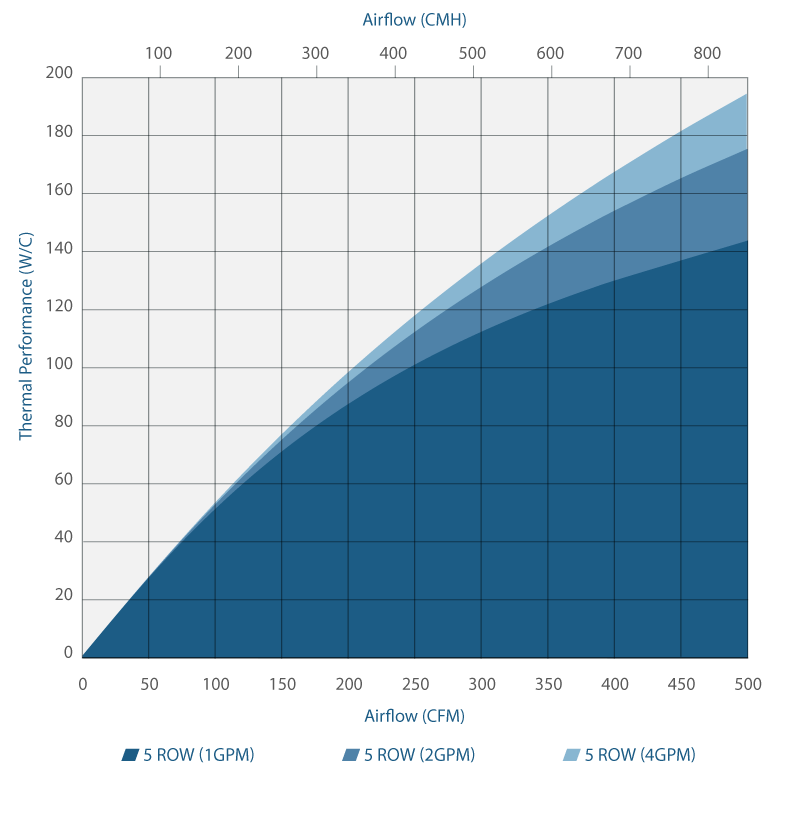 Airflow (CMH)
100 200 300 400 500 600 700 800
200
180
160
140
120
100
80
60
40
20
0
Thermal Performance (W/C)
0 50 100 150 200 250 300 350 400 450 500
Airflow (CFM)
5 ROW (1GPM) 5 ROW (2GPM) 5 ROW (4GPM)